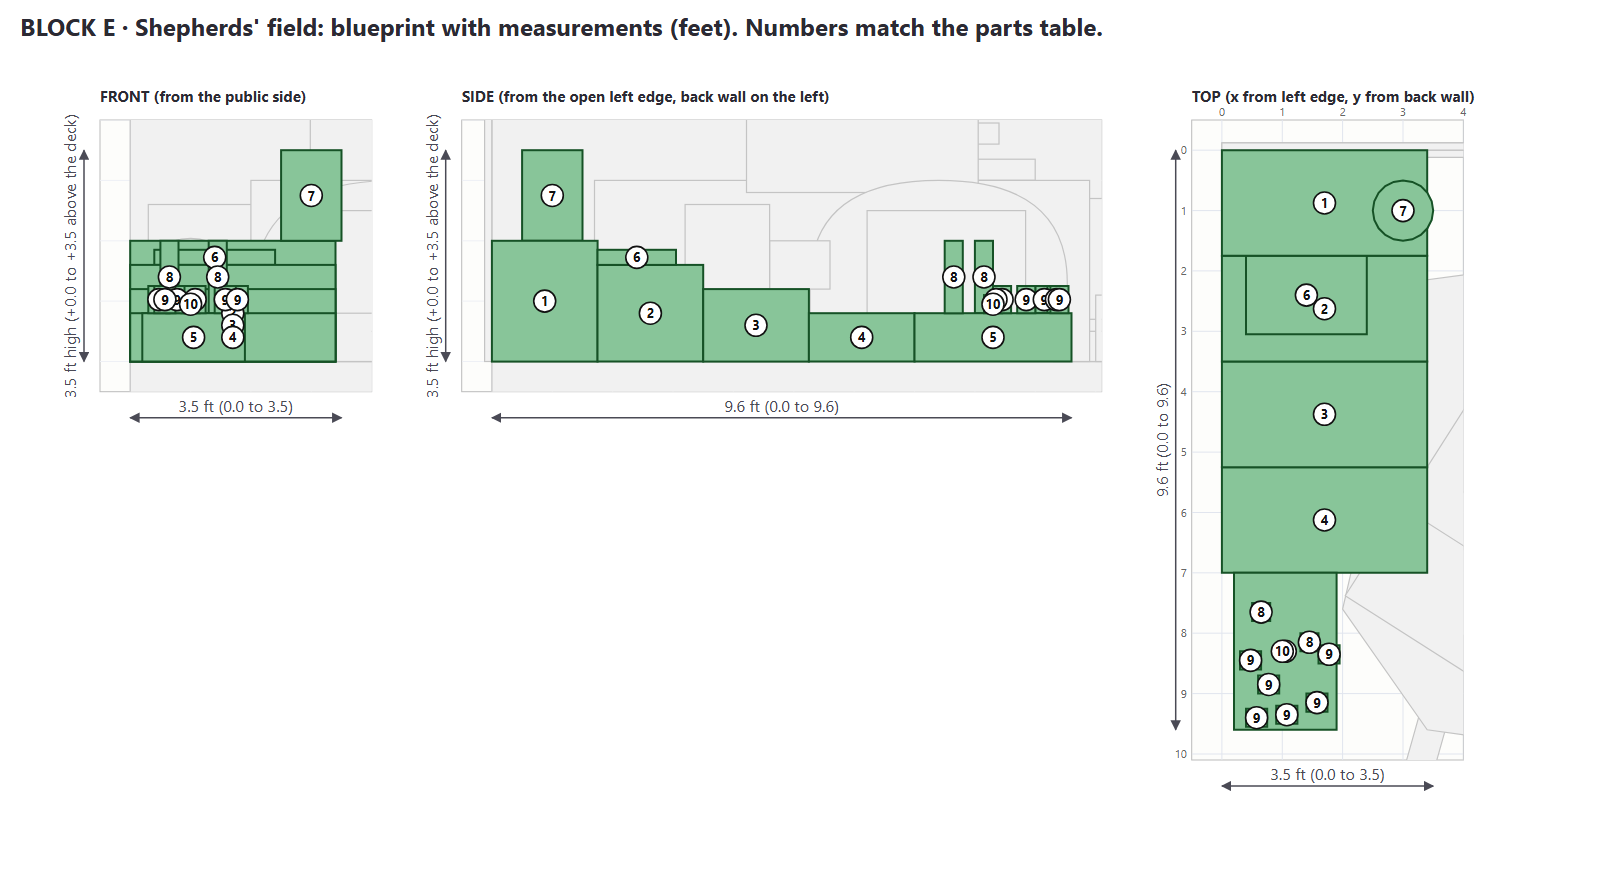 BLOCK E · Shepherds' field: blueprint with measurements (feet). Numbers match the parts table.
FRONT (from the public side)
3.5 ft high (+0.0 to +3.5 above the deck)
7
6
8 8
9 9 10 9 9
3
5 4
3.5 ft (0.0 to 3.5)
SIDE (from the open left edge, back wall on the left)
3.5 ft high (+0.0 to +3.5 above the deck)
7
6
8 8
1 10 9 9 9
2
3
4 5
9.6 ft (0.0 to 9.6)
TOP (x from left edge, y from back wall)
0 1 2 3 4
0
1
2
3
4
5
6
7
8
9
10
9.6 ft (0.0 to 9.6)
1
7
6
2
3
4
8
8
10
9
9
9
9
9
9
3.5 ft (0.0 to 3.5)